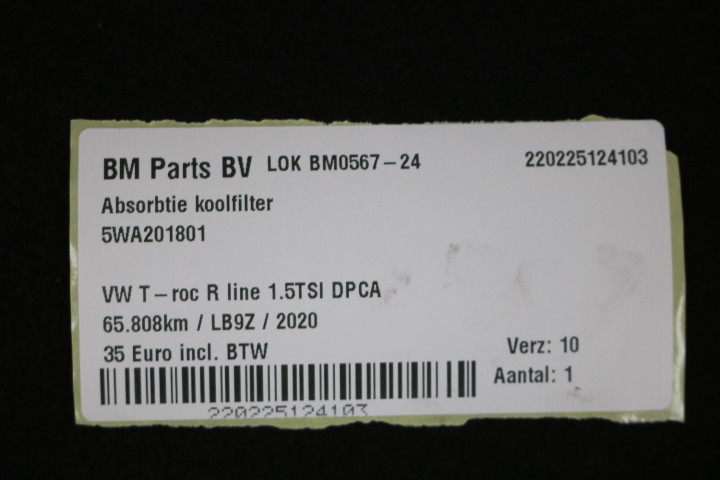 BM Parts BV LOK BM0567-24 220225124103
Absorbtie koolfilter
5WA201801
VW T-roc R line 1.5TSI DPCA
65.808km / LB9Z / 2020
35 Euro incl. BTW Verz: 10
Aantal: 1
220225124103